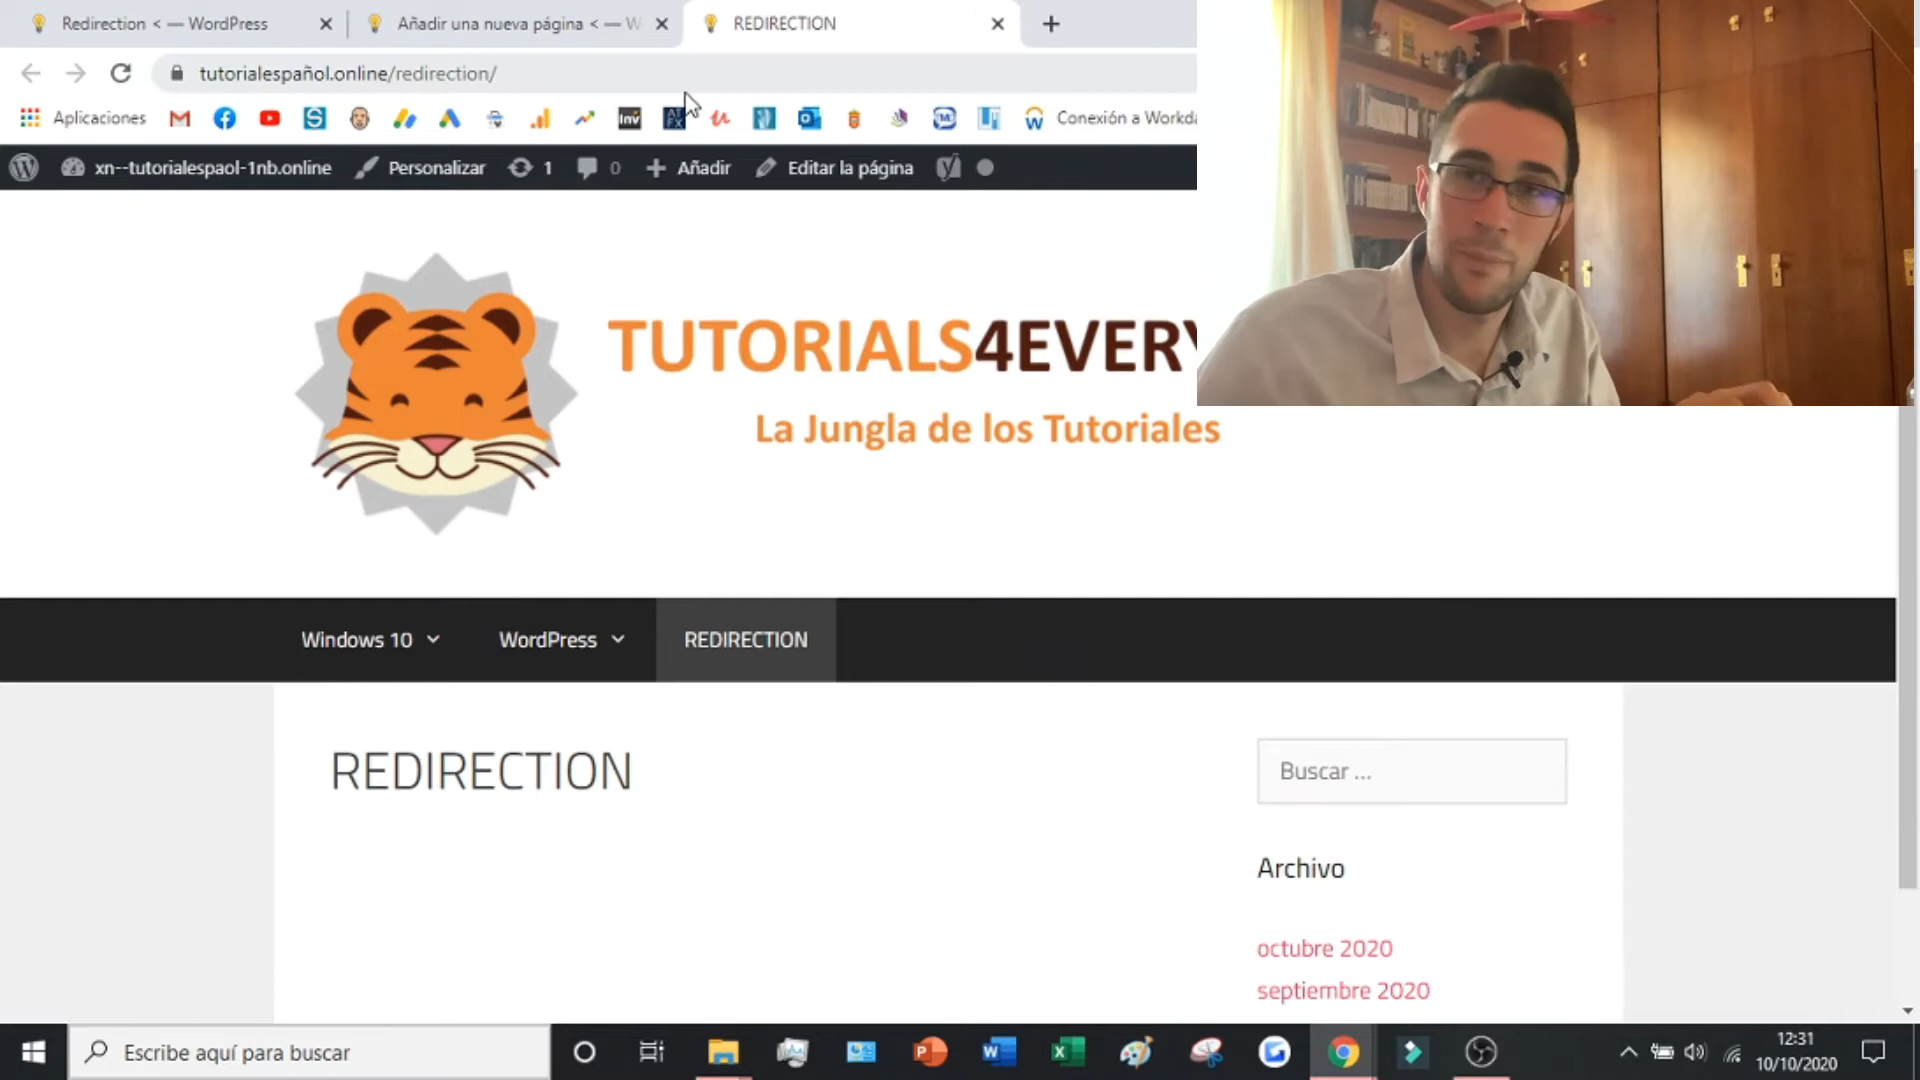 Redirection < — WordPress
Añadir una nueva página < — W
REDIRECTION
tutorialespañol.online/redirection/
Aplicaciones
Inv
Conexión a Workda
xn--tutorialespaol-1nb.online
Personalizar
1
0
Añadir
Editar la página
TUTORIALS4EVERY
La Jungla de los Tutoriales
Windows 10
WordPress
REDIRECTION
REDIRECTION
Buscar ...
Archivo
octubre 2020
septiembre 2020
Escribe aquí para buscar
12:31
10/10/2020